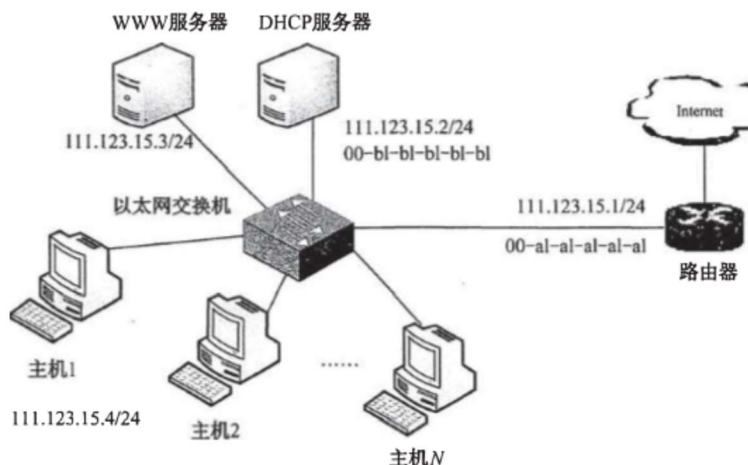 WWW服务器
DHCP服务器
111.123.15.3/24
111.123.15.2/24
00-bl-bl-bl-bl-bl
Internet
以太网交换机
111.123.15.1/24
00-al-al-al-al-al
路由器
主机1
111.123.15.4/24
主机2
……
主机N